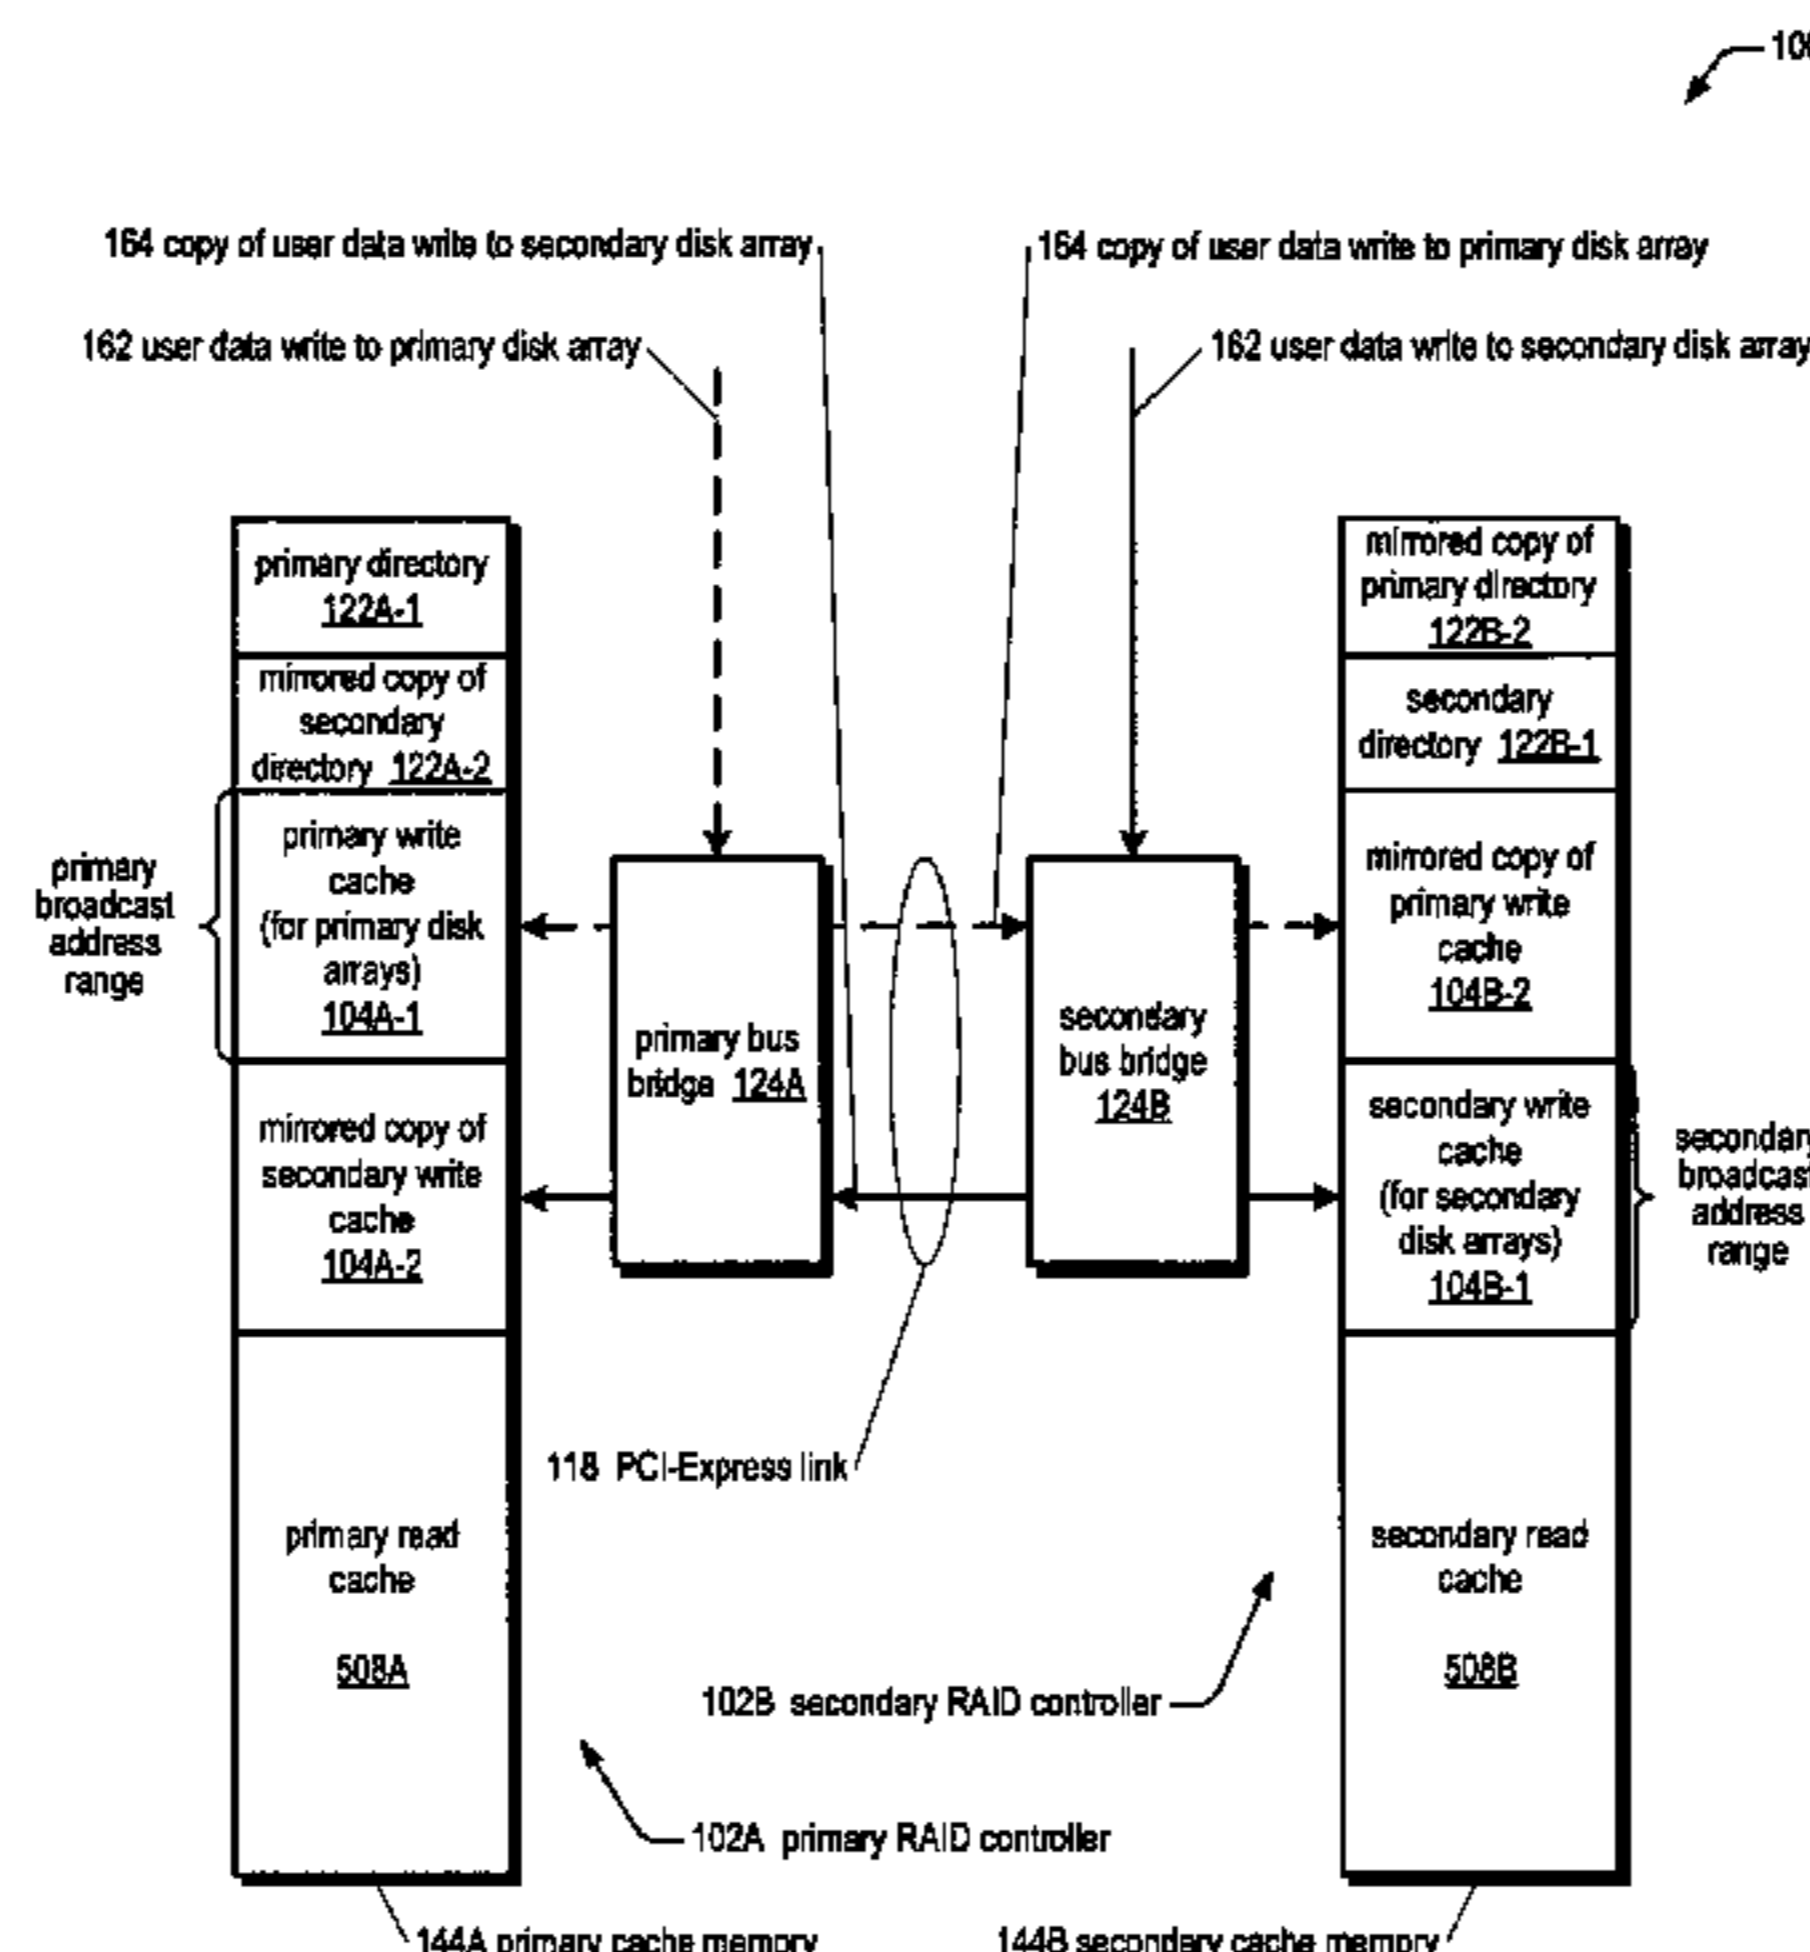 164 copy of user data write to secondary disk array
164 copy of user data write to primary disk array
162 user data write to primary disk array
162 user data write to secondary disk array
primary directory
122A-1
mirrored copy of
secondary
directory 122A-2
primary
broadcast
address
range
primary write
cache
(for primary disk
arrays)
104A-1
mirrored copy of
secondary write
cache
104A-2
primary read
cache
508A
primary bus
bridge 124A
secondary
bus bridge
124B
mirrored copy of
primary directory
122B-2
secondary
directory 122B-1
mirrored copy of
primary write
cache
104B-2
secondary write
cache
(for secondary
disk arrays)
104B-1
secondary
broadcast
address
range
secondary read
cache
508B
118 PCI-Express link
102B secondary RAID controller
102A primary RAID controller
144A primary cache memory
144B secondary cache memory